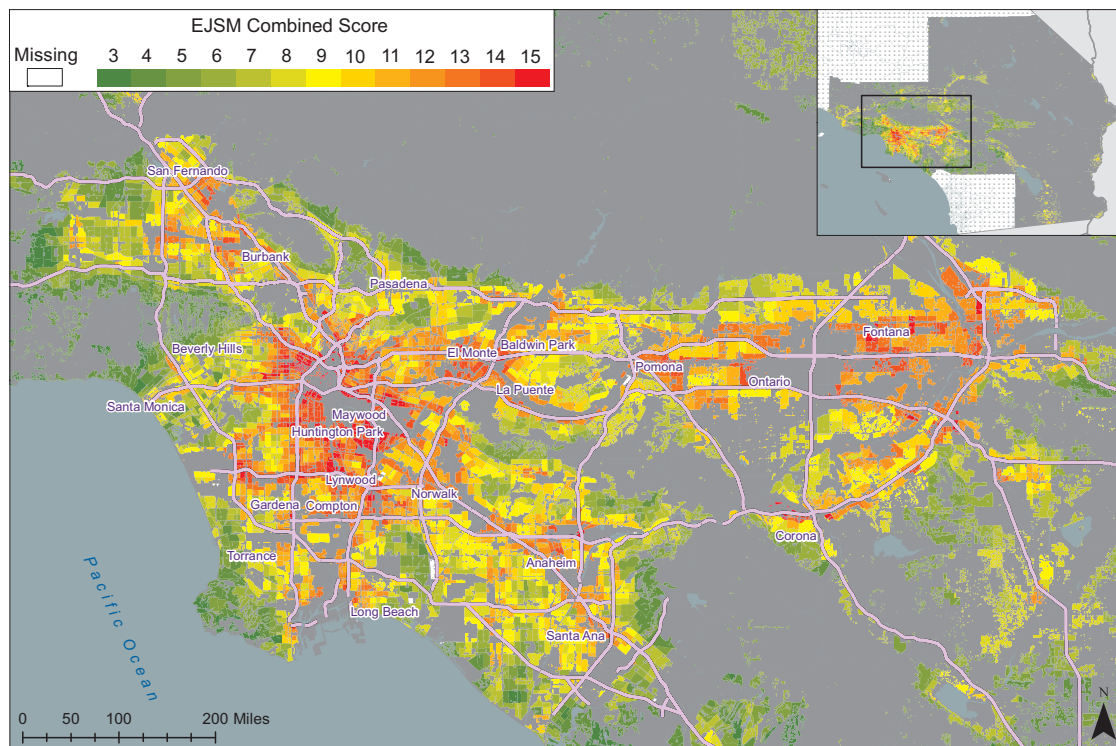 EJSM Combined Score
Missing 3 4 5 6 7 8 9 10 11 12 13 14 15
San Fernando
Burbank
Pasadena
Fontana
Beverly Hills
Baldwin Park
El Monte
Pomona
Ontario
La Puente
Santa Monica
Maywood
Huntington Park
Lynwood
Norwalk
Gardena Compton
Corona
Torrance
Anaheim
Long Beach
Santa Ana
Pacific Ocean
N
0 50 100 200 Miles